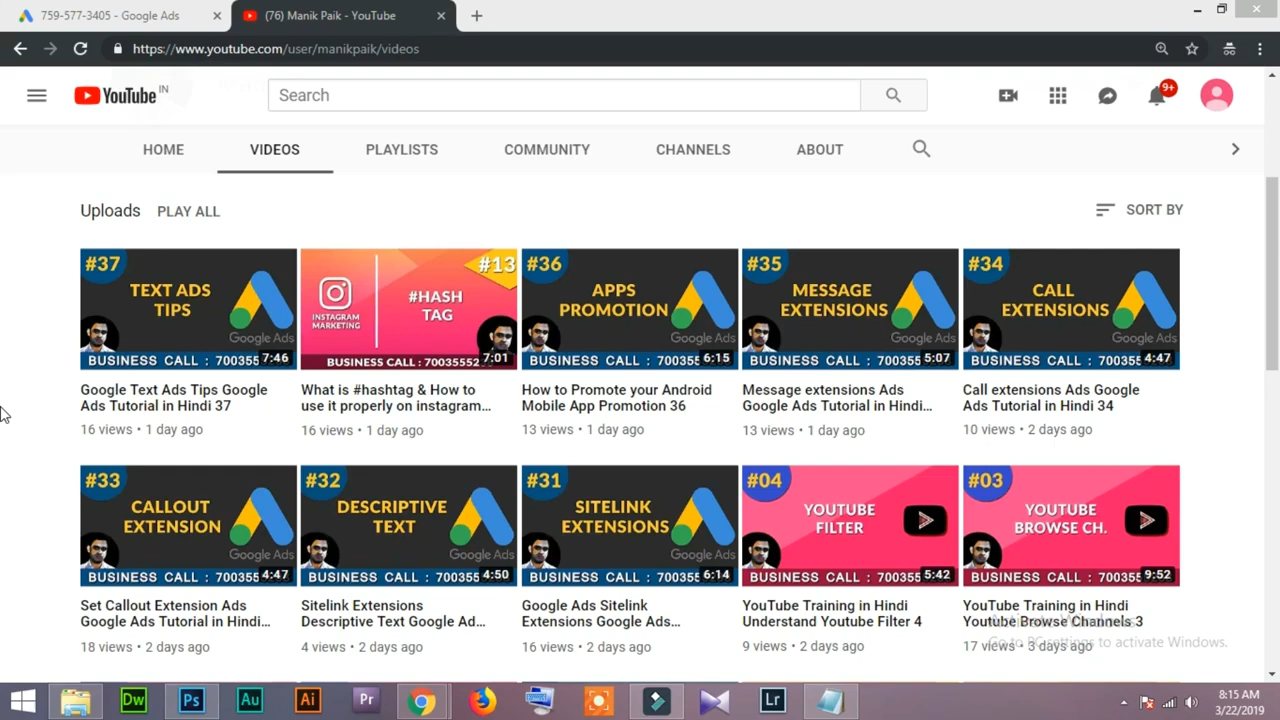 759-577-3405 - Google Ads
(76) Manik Paik - YouTube
https://www.youtube.com/user/manikpaik/videos
YouTube IN
Search
9+
HOME
VIDEOS
PLAYLISTS
COMMUNITY
CHANNELS
ABOUT
Uploads
PLAY ALL
SORT BY
#37
TEXT ADS
TIPS
Google Ads
BUSINESS CALL : 700355
7:46
#13
INSTAGRAM
MARKETING
#HASH
TAG
BUSINESS CALL : 70035552
7:01
#36
APPS
PROMOTION
Google Ads
BUSINESS CALL : 700355
6:15
#35
MESSAGE
EXTENSIONS
Google Ads
BUSINESS CALL : 700355
5:07
#34
CALL
EXTENSIONS
Google Ads
BUSINESS CALL : 700355
4:47
Google Text Ads Tips Google
Ads Tutorial in Hindi 37
16 views • 1 day ago
What is #hashtag & How to
use it properly on instagram...
16 views • 1 day ago
How to Promote your Android
Mobile App Promotion 36
13 views • 1 day ago
Message extensions Ads
Google Ads Tutorial in Hindi...
13 views • 1 day ago
Call extensions Ads Google
Ads Tutorial in Hindi 34
10 views • 2 days ago
#33
CALLOUT
EXTENSION
Google Ads
BUSINESS CALL : 700355
4:47
#32
DESCRIPTIVE
TEXT
Google Ads
BUSINESS CALL : 700355
4:50
#31
SITELINK
EXTENSIONS
Google Ads
BUSINESS CALL : 700355
6:14
#04
YOUTUBE
FILTER
BUSINESS CALL : 700355
5:42
#03
YOUTUBE
BROWSE CH.
BUSINESS CALL : 700355
9:52
Set Callout Extension Ads
Google Ads Tutorial in Hindi...
18 views • 2 days ago
Sitelink Extensions
Descriptive Text Google Ad...
4 views • 2 days ago
Google Ads Sitelink
Extensions Google Ads...
16 views • 2 days ago
YouTube Training in Hindi
Understand Youtube Filter 4
9 views • 2 days ago
YouTube Training in Hindi
Youtube Browse Channels 3
17 views • 3 days ago
Activate Windows
Go to PC settings to activate Windows.
Dw
Ps
Au
Ai
Pr
Lr
8:15 AM
3/22/2019